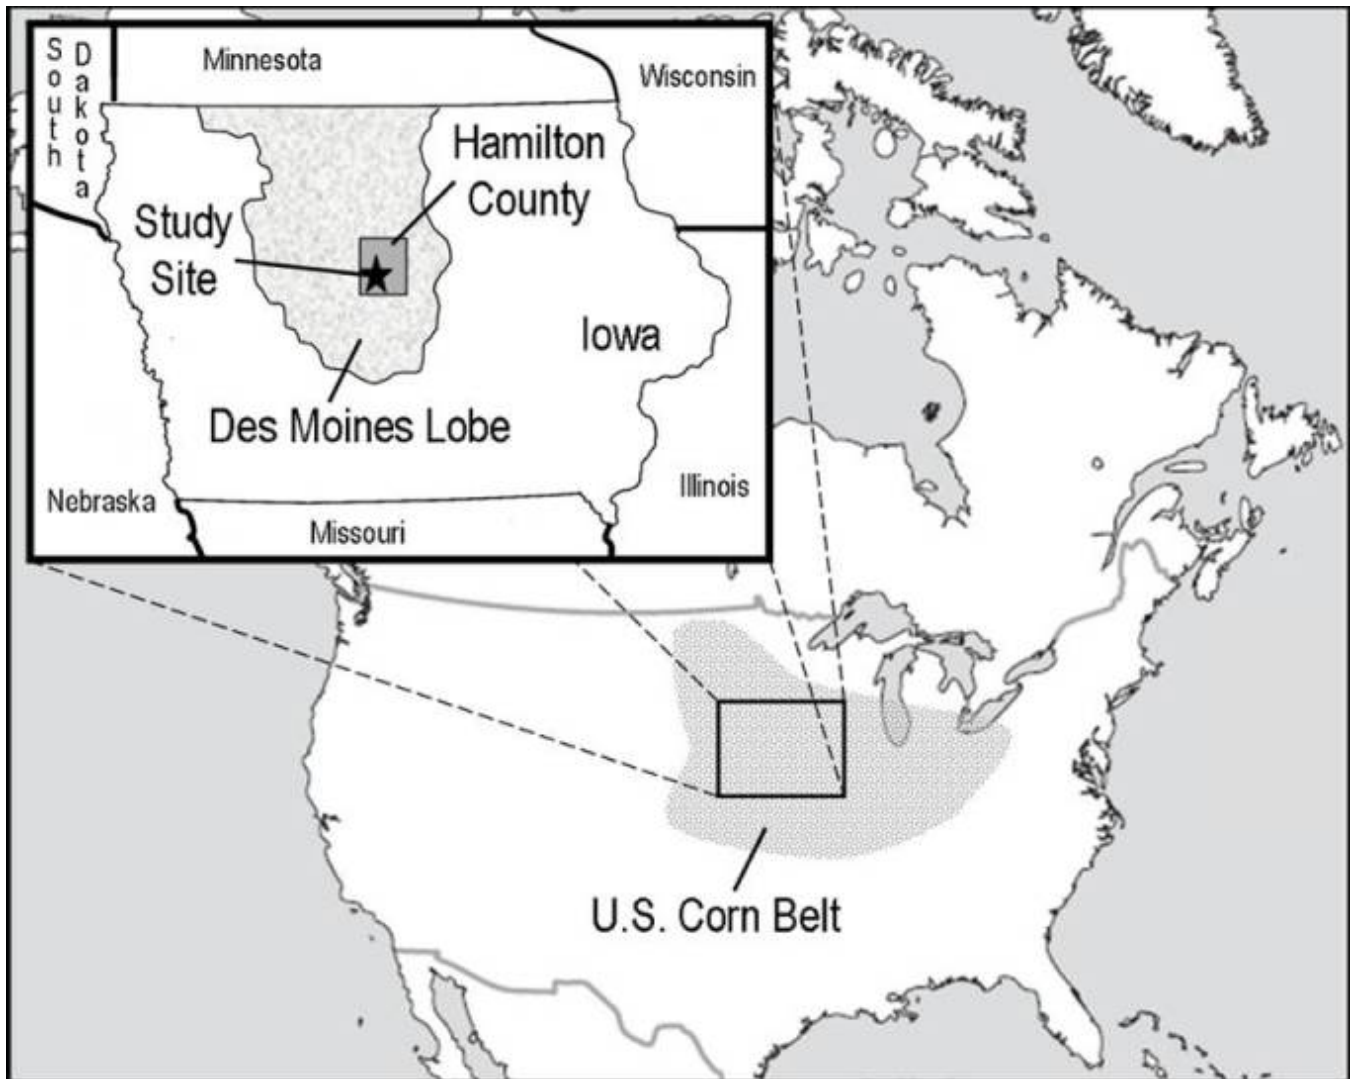 South
Dakota
Minnesota
Wisconsin
Hamilton
County
Study
Site
Iowa
Des Moines Lobe
Nebraska
Missouri
Illinois
U.S. Corn Belt